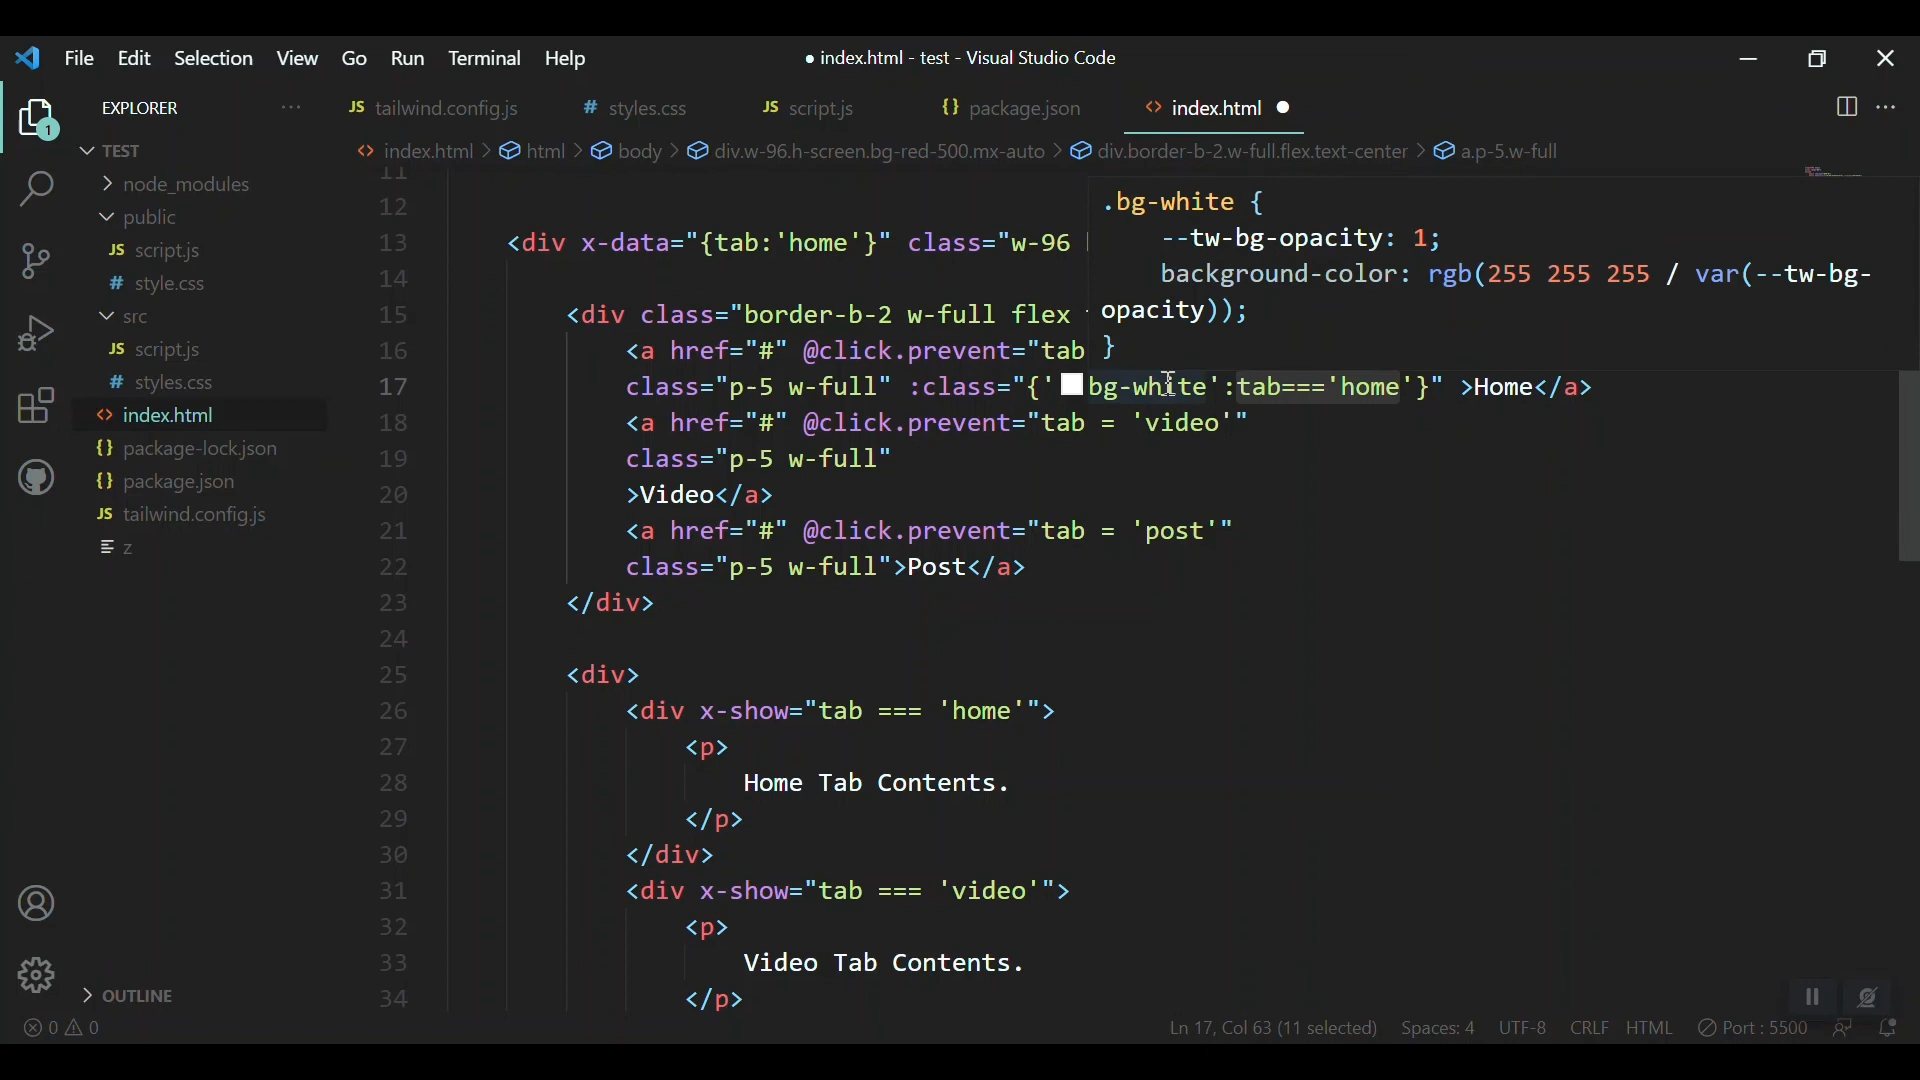 File Edit Selection View Go Run Terminal Help
● index.html - test - Visual Studio Code
EXPLORER ···
JS tailwind.config.js # styles.css JS script.js {} package.json <> index.html ●
<> index.html > html > body > div.w-96.h-screen.bg-red-500.mx-auto > div.border-b-2.w-full.flex.text-center > a.p-5.w-full
1
TEST
node_modules
public
JS script.js
# style.css
src
JS script.js
# styles.css
<> index.html
{} package-lock.json
{} package.json
JS tailwind.config.js
z
OUTLINE
11
12
13 <div x-data="{tab:'home'}" class="w-96
14
15 <div class="border-b-2 w-full flex
16 <a href="#" @click.prevent="tab
17 class="p-5 w-full" :class="{'bg-white':tab==='home'}" >Home</a>
18 <a href="#" @click.prevent="tab = 'video'"
19 class="p-5 w-full"
20 >Video</a>
21 <a href="#" @click.prevent="tab = 'post'"
22 class="p-5 w-full">Post</a>
23 </div>
24
25 <div>
26 <div x-show="tab === 'home'">
27 <p>
28 Home Tab Contents.
29 </p>
30 </div>
31 <div x-show="tab === 'video'">
32 <p>
33 Video Tab Contents.
34 </p>
.bg-white {
--tw-bg-opacity: 1;
background-color: rgb(255 255 255 / var(--tw-bg-
opacity));
}
0 0
Ln 17, Col 63 (11 selected) Spaces: 4 UTF-8 CRLF HTML Port : 5500